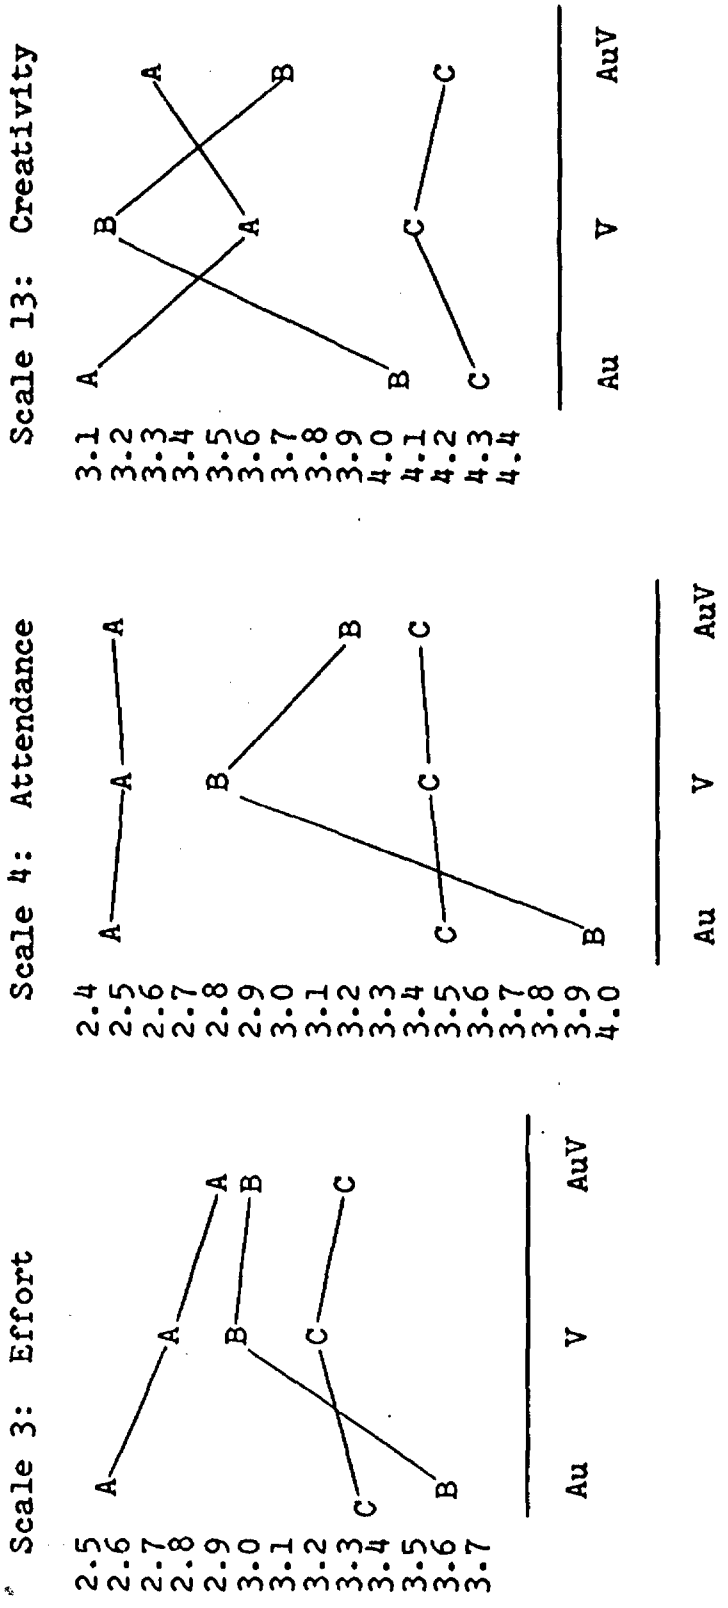 Scale 3: Effort
2.5
2.6 A
2.7
2.8 A
2.9 A
3.0 B B
3.1
3.2 C
3.3 C C
3.4
3.5
3.6 B
3.7
Au V AuV
Scale 4: Attendance
2.4
2.5 A A A
2.6
2.7
2.8 B
2.9
3.0
3.1
3.2 B
3.3
3.4 C C
3.5 C
3.6
3.7
3.8
3.9 B
4.0
Au V AuV
Scale 13: Creativity
3.1 A B
3.2
3.3 A
3.4
3.5
3.6 A
3.7 B
3.8
3.9
4.0 B
4.1 C
4.2 C
4.3 C
4.4
Au V AuV